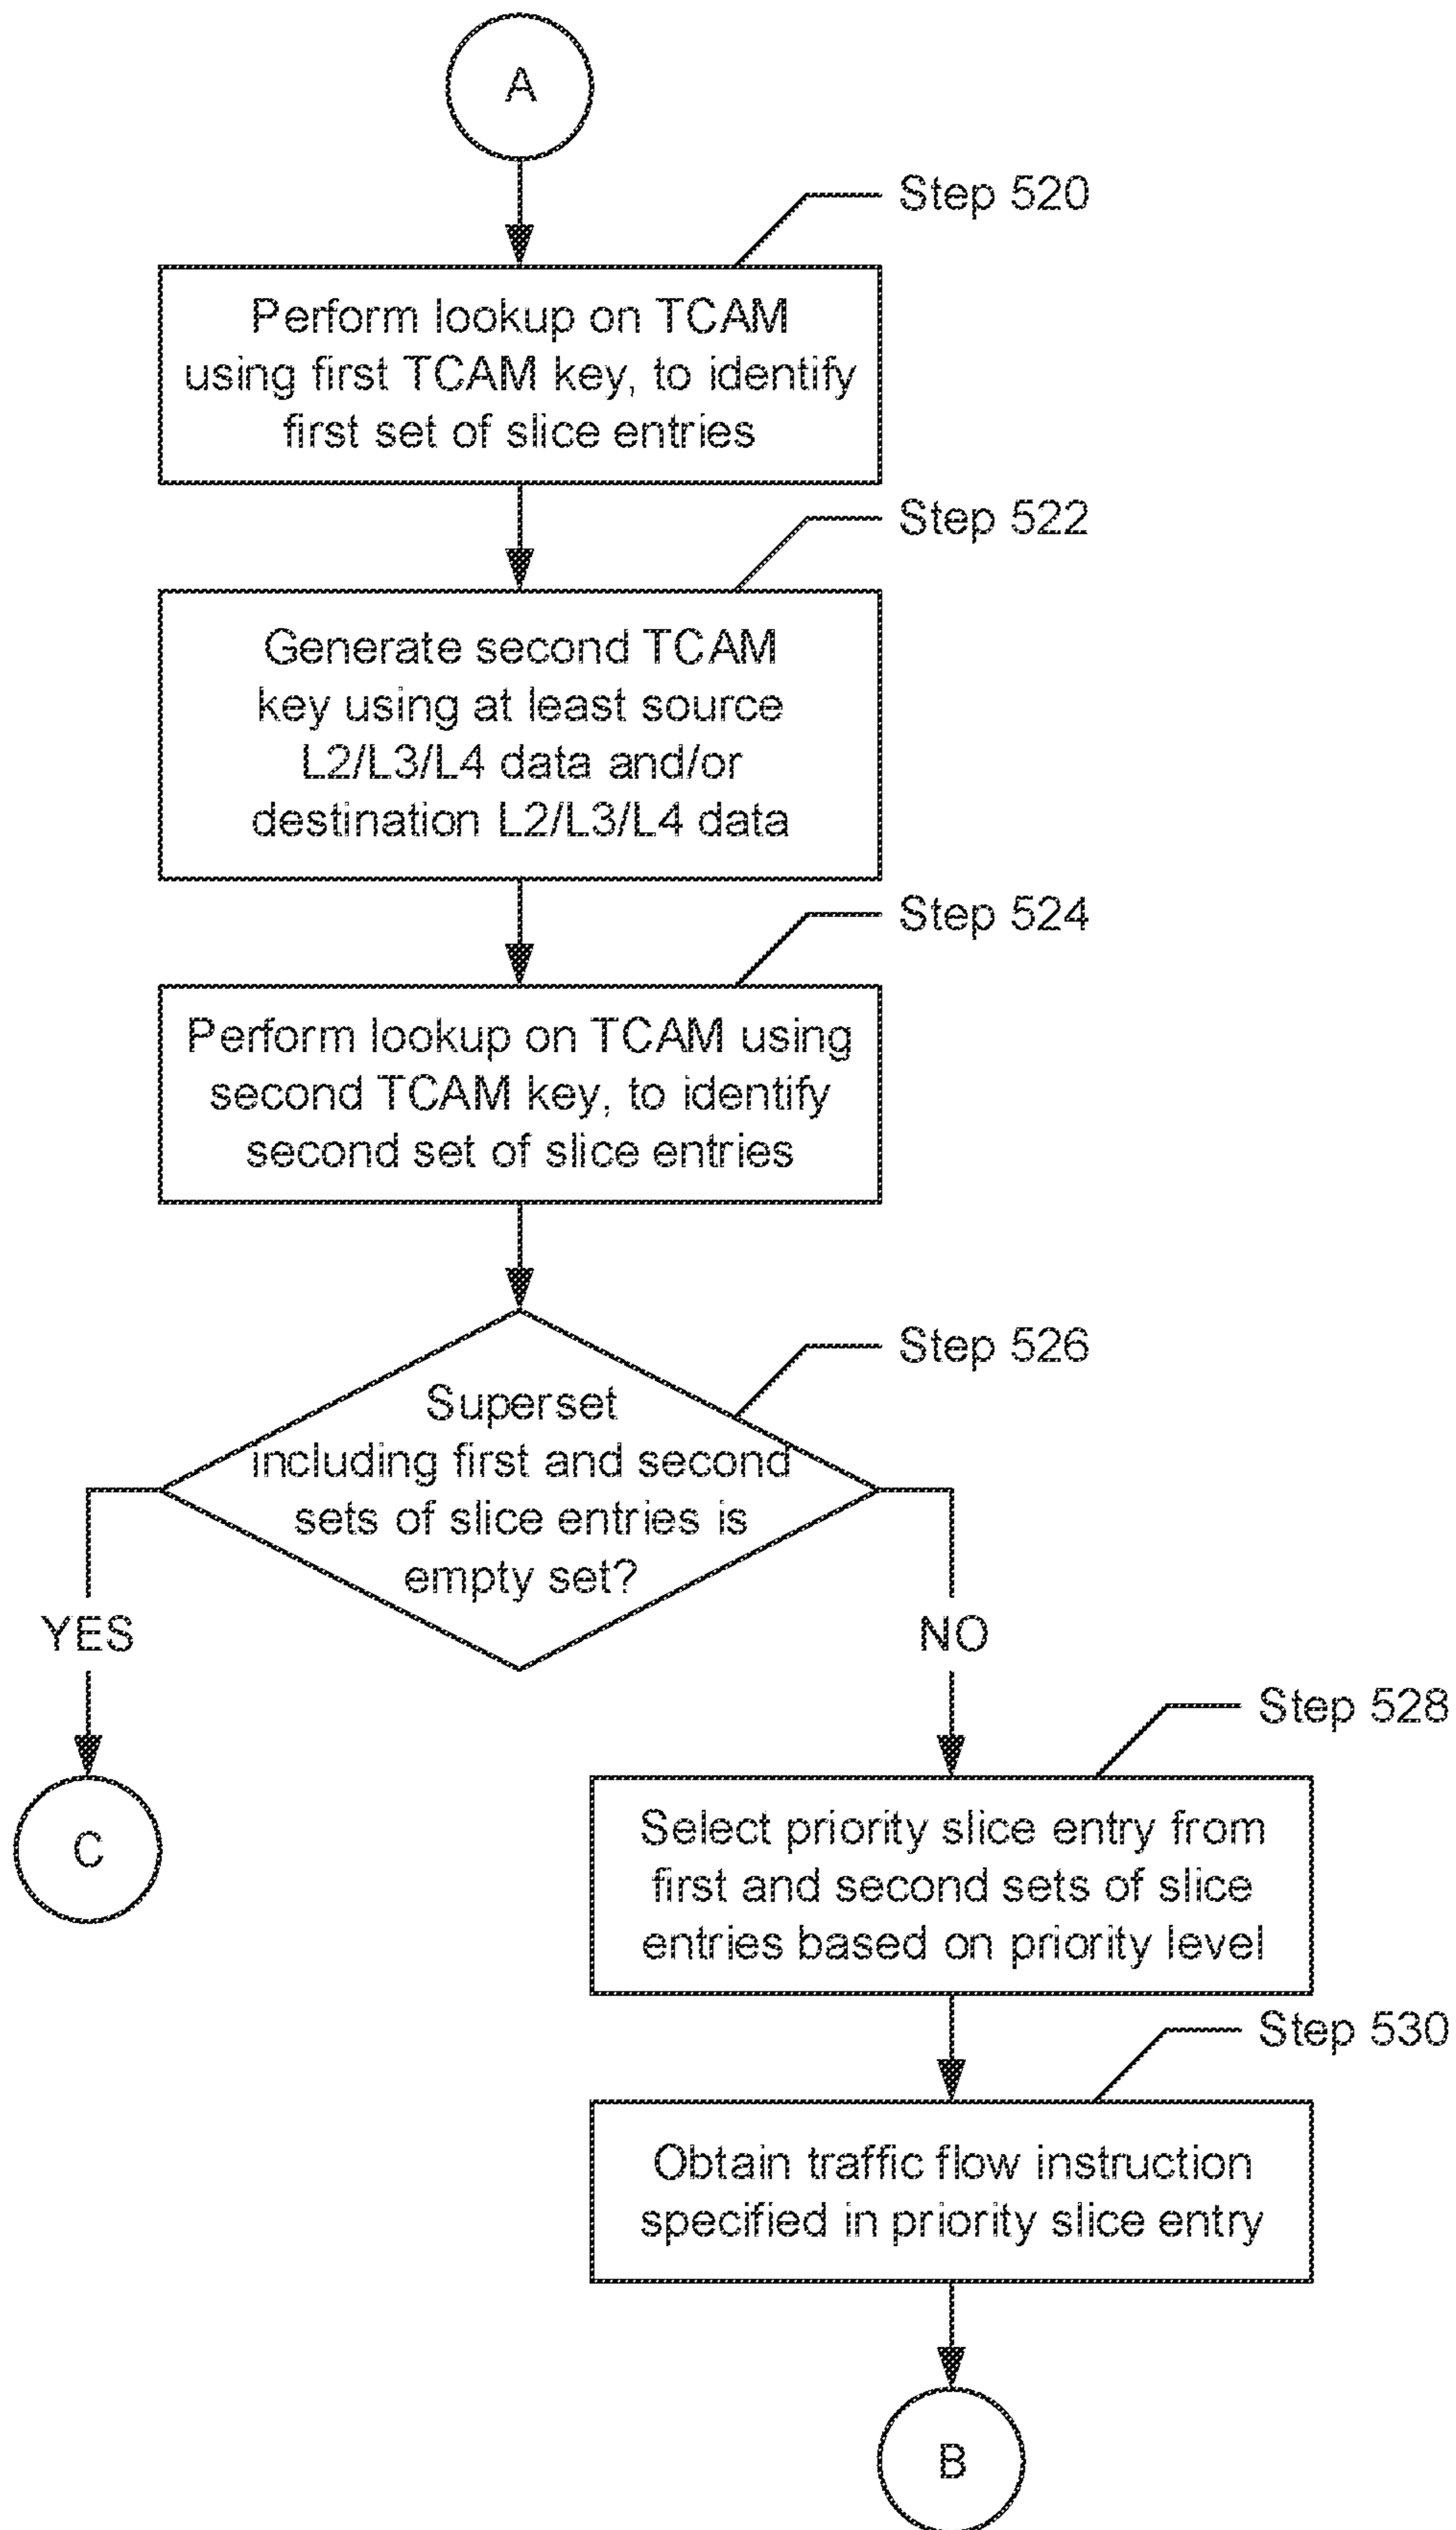 A
Step 520
Perform lookup on TCAM
using first TCAM key, to identify
first set of slice entries
Step 522
Generate second TCAM
key using at least source
L2/L3/L4 data and/or
destination L2/L3/L4 data
Step 524
Perform lookup on TCAM using
second TCAM key, to identify
second set of slice entries
Step 526
Superset
including first and second
sets of slice entries is
empty set?
YES
NO
Step 528
C
Select priority slice entry from
first and second sets of slice
entries based on priority level
Step 530
Obtain traffic flow instruction
specified in priority slice entry
B